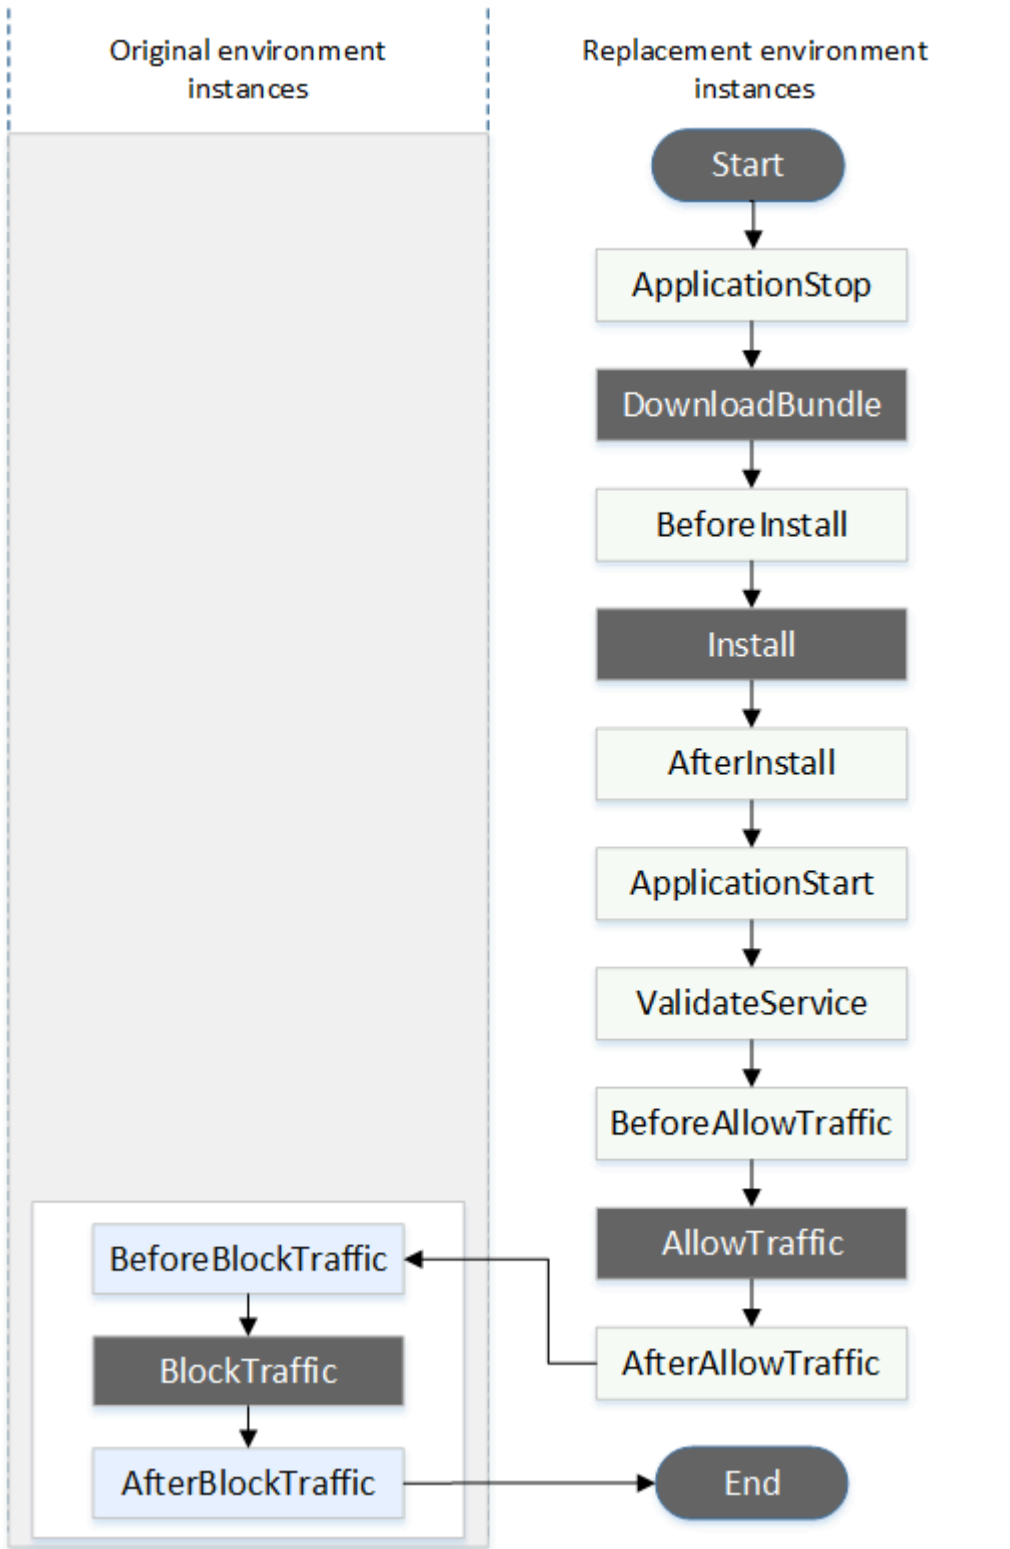 Original environment
instances
Replacement environment
instances
Start
ApplicationStop
DownloadBundle
BeforeInstall
Install
AfterInstall
ApplicationStart
ValidateService
BeforeAllowTraffic
AllowTraffic
AfterAllowTraffic
BeforeBlockTraffic
BlockTraffic
AfterBlockTraffic
End